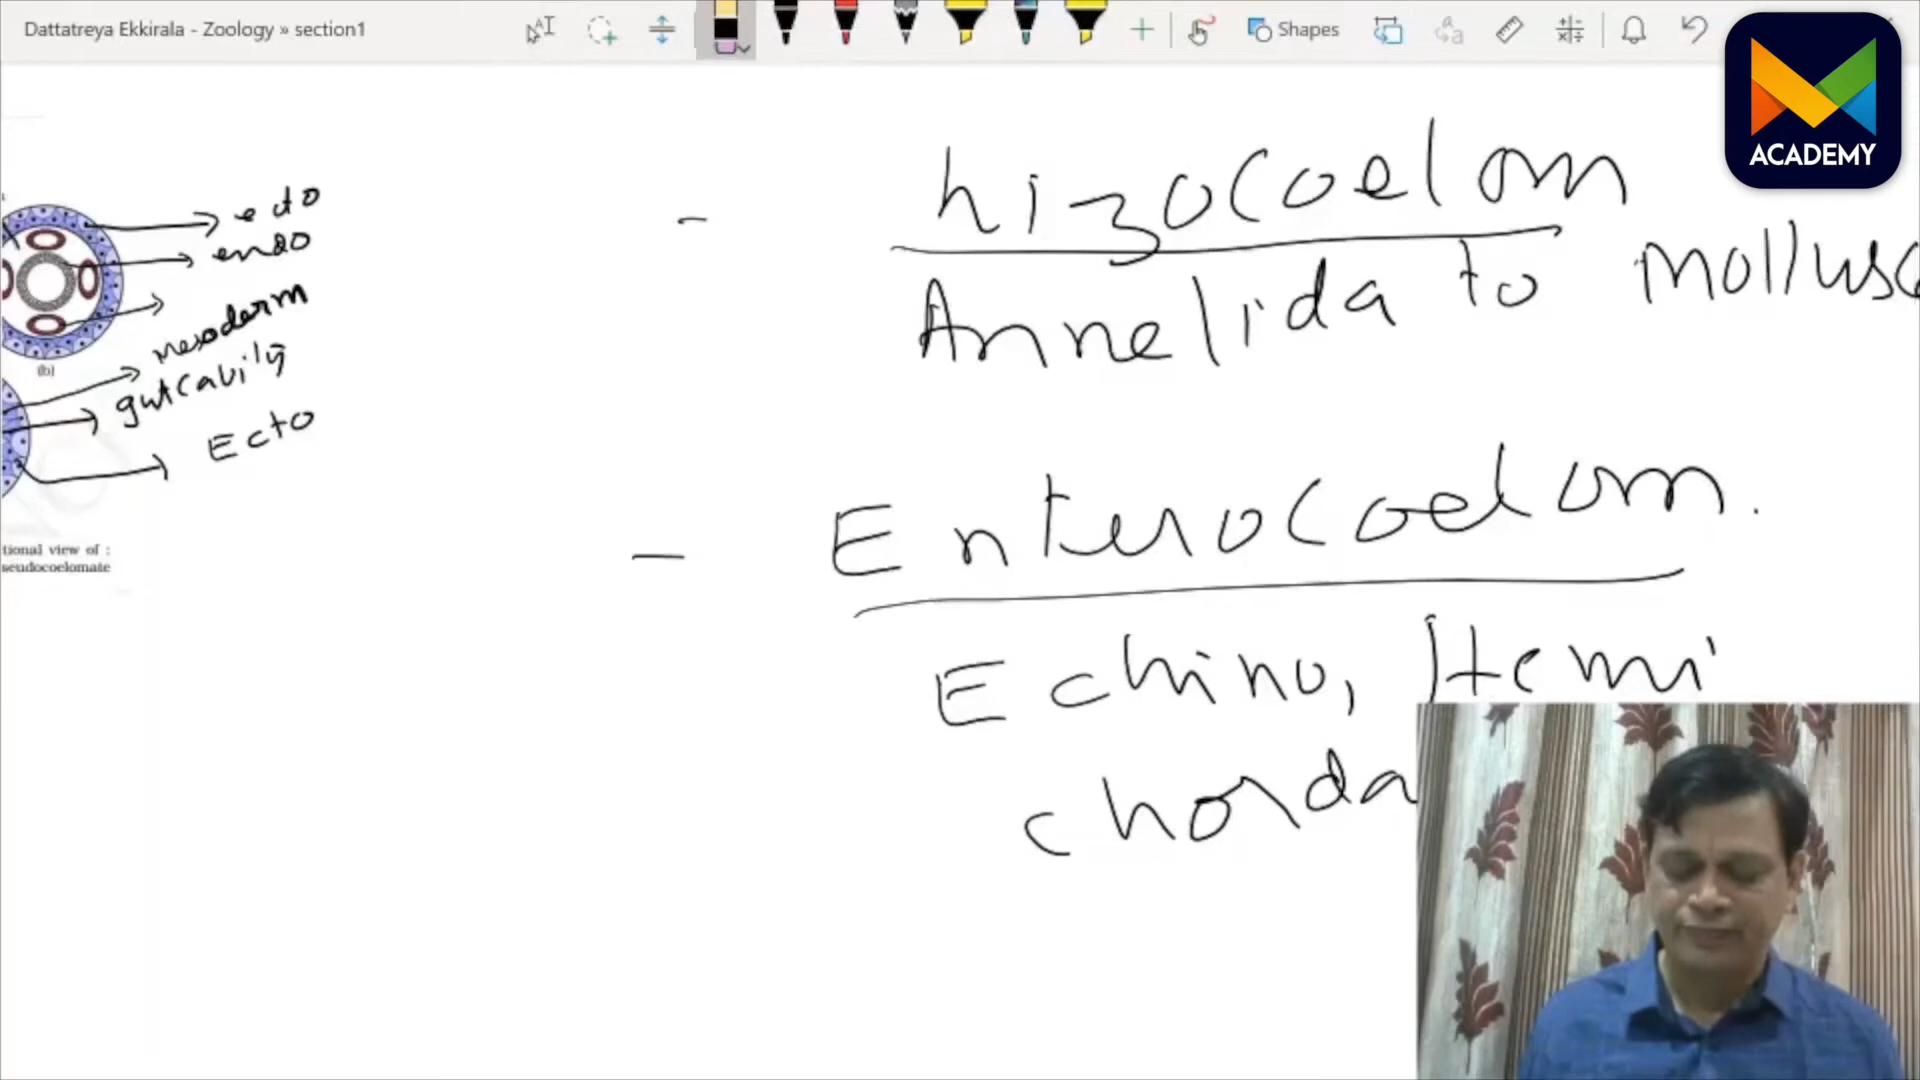 Dattatreya Ekkirala - Zoology » section1
Shapes
ACADEMY
ecto
endo
mesoderm
(b)
gutcavity
Ecto
tional view of :
seudocoelomate
- hizocoelom
Annelida to mollusc
- Enterocoelom.
Echino, Hemi
chorda